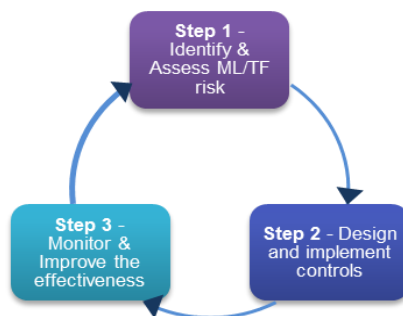 Step 1 -
Identify &
Assess ML/TF
risk
Step 2 - Design
and implement
controls
Step 3 -
Monitor &
Improve the
effectiveness